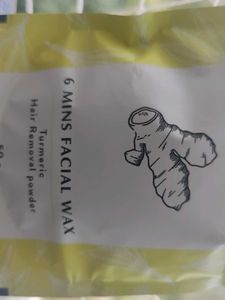 6 MINS FACIAL WAX
Turmeric
Hair Removal powder